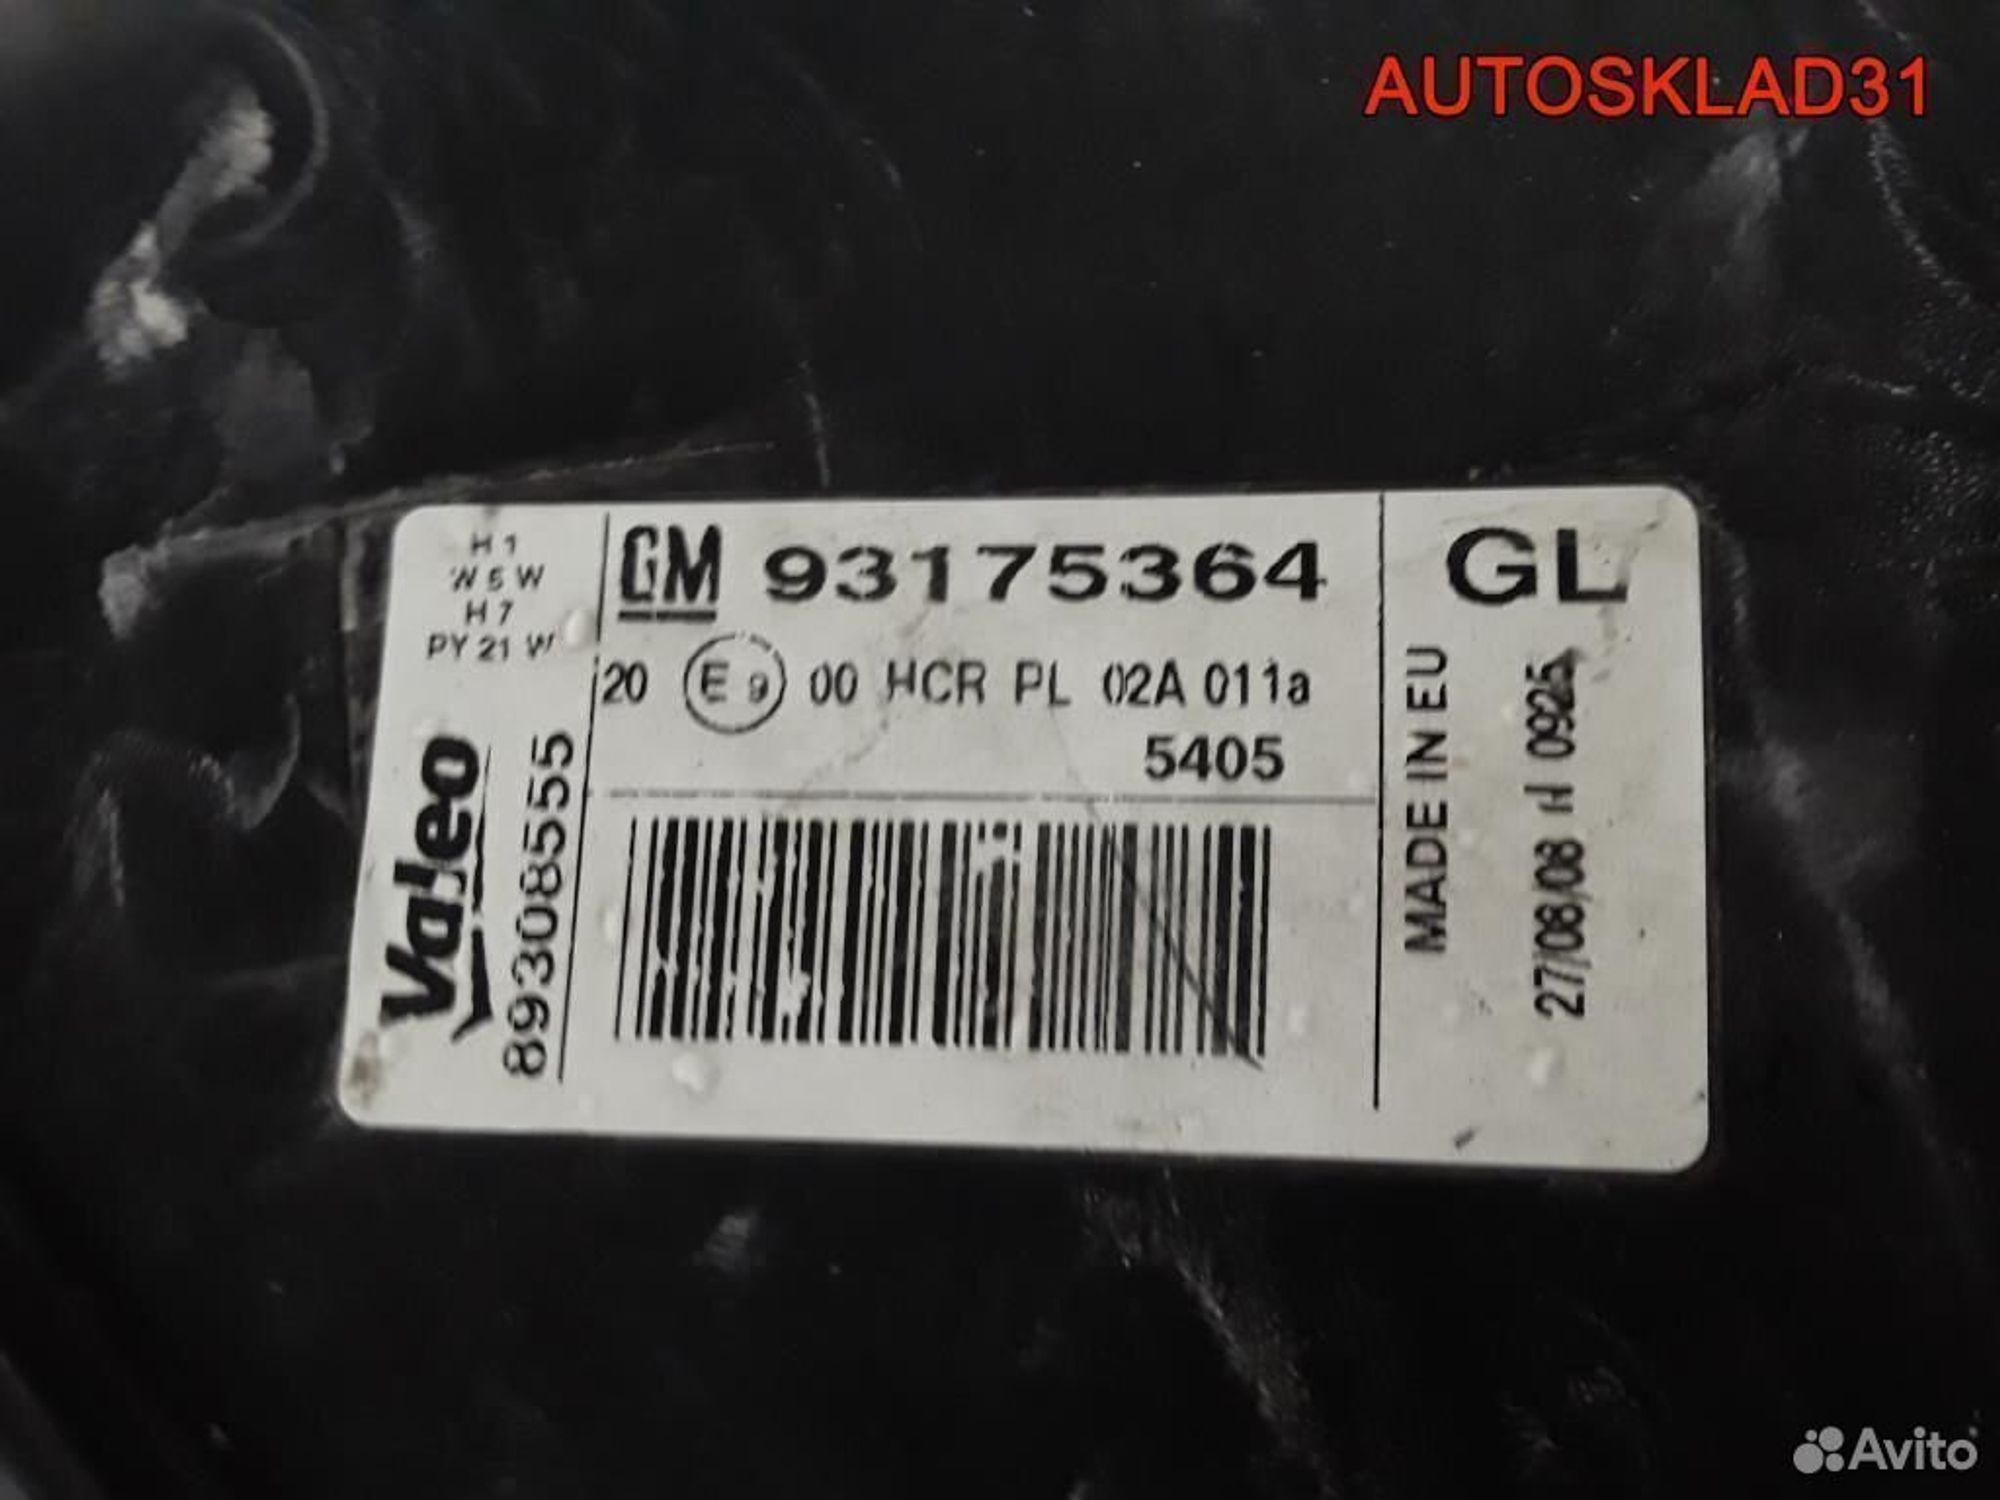 AUTOSKLAD31
H1
W5W
H7
PY21W
GM 93175364
GL
20 E9 00 HCR PL 02A 011a
5405
Valeo
89308555
MADE IN EU
27/08/08 H 0925
Avito